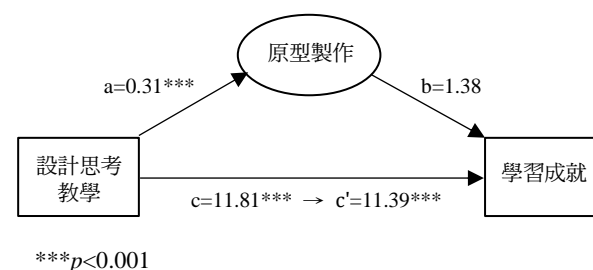 原型製作
a=0.31***
b=1.38
設計思考
教學
學習成就
c=11.81*** → c'=11.39***
***p<0.001